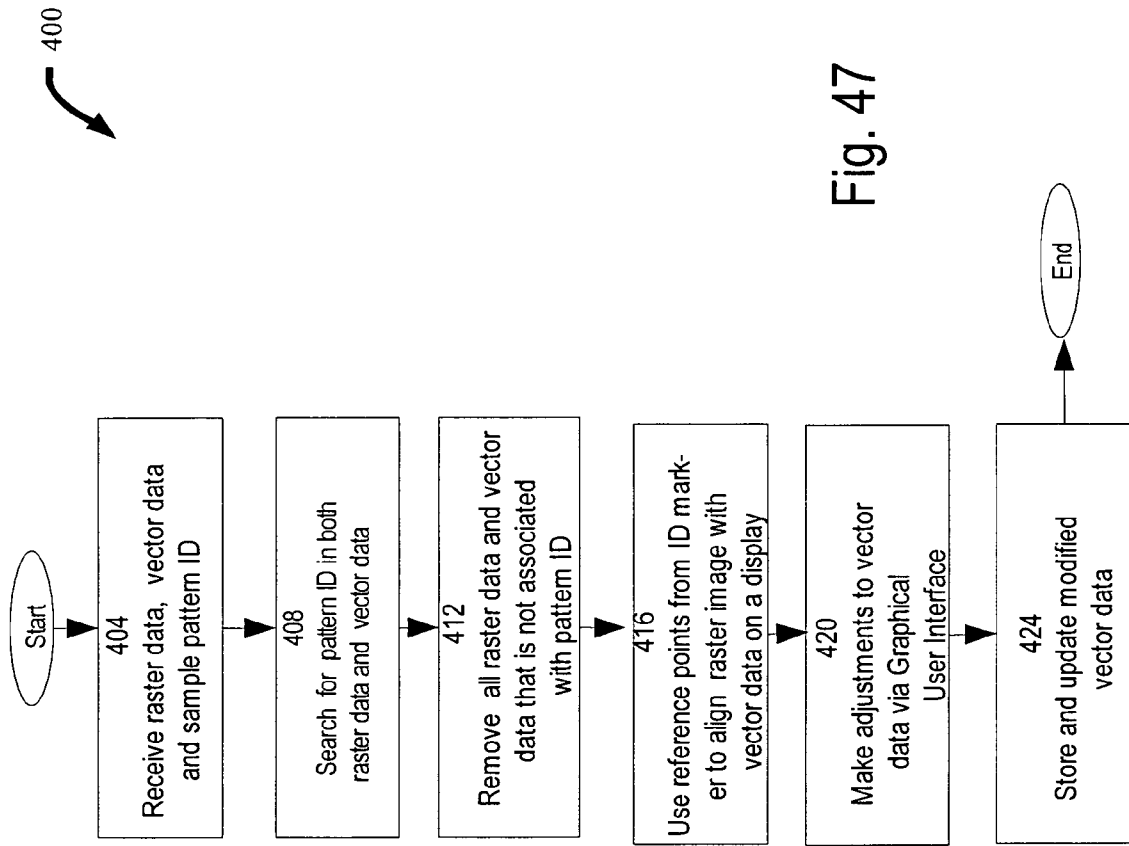 400
Start
404
Receive raster data, vector data
and sample pattern ID
408
Search for pattern ID in both
raster data and vector data
412
Remove all raster data and vector
data that is not associated
with pattern ID
416
Use reference points from ID mark-
er to align raster image with
vector data on a display
420
Make adjustments to vector
data via Graphical
User Interface
424
Store and update modified
vector data
End
Fig. 47